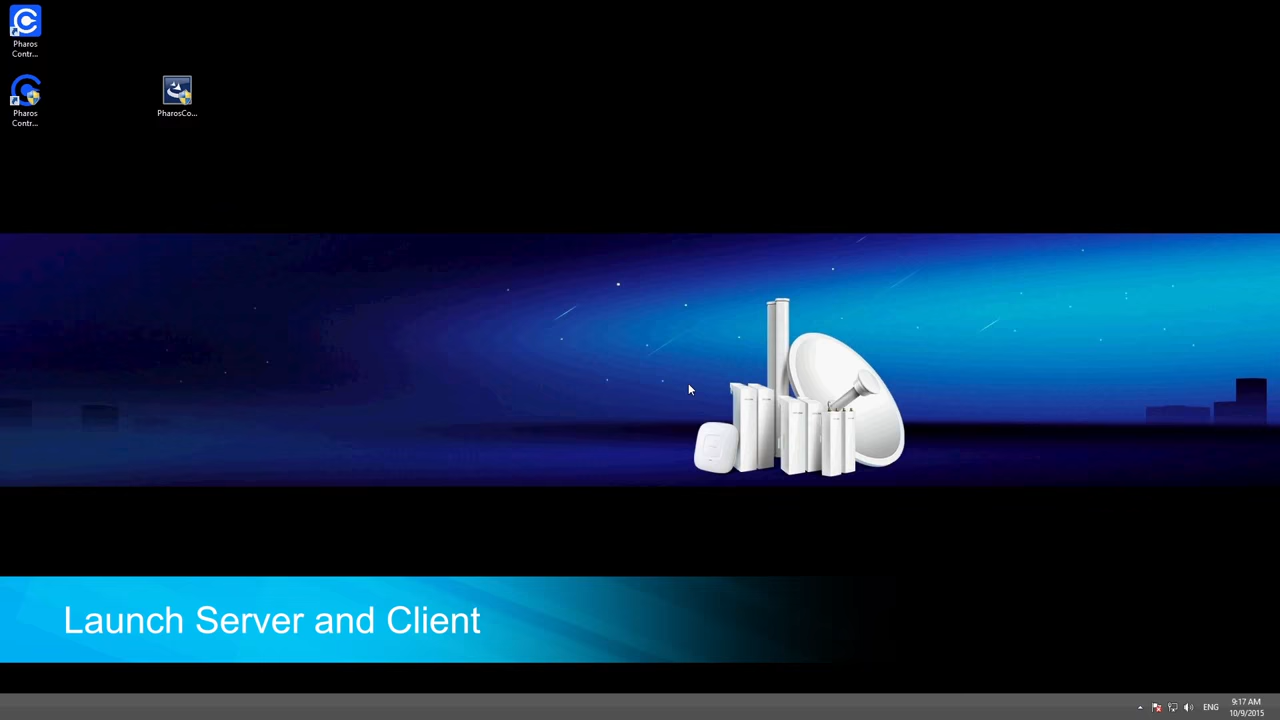 Pharos
Contr...
Pharos
Contr...
PharosCo...
Launch Server and Client
ENG
9:17 AM
10/9/2015